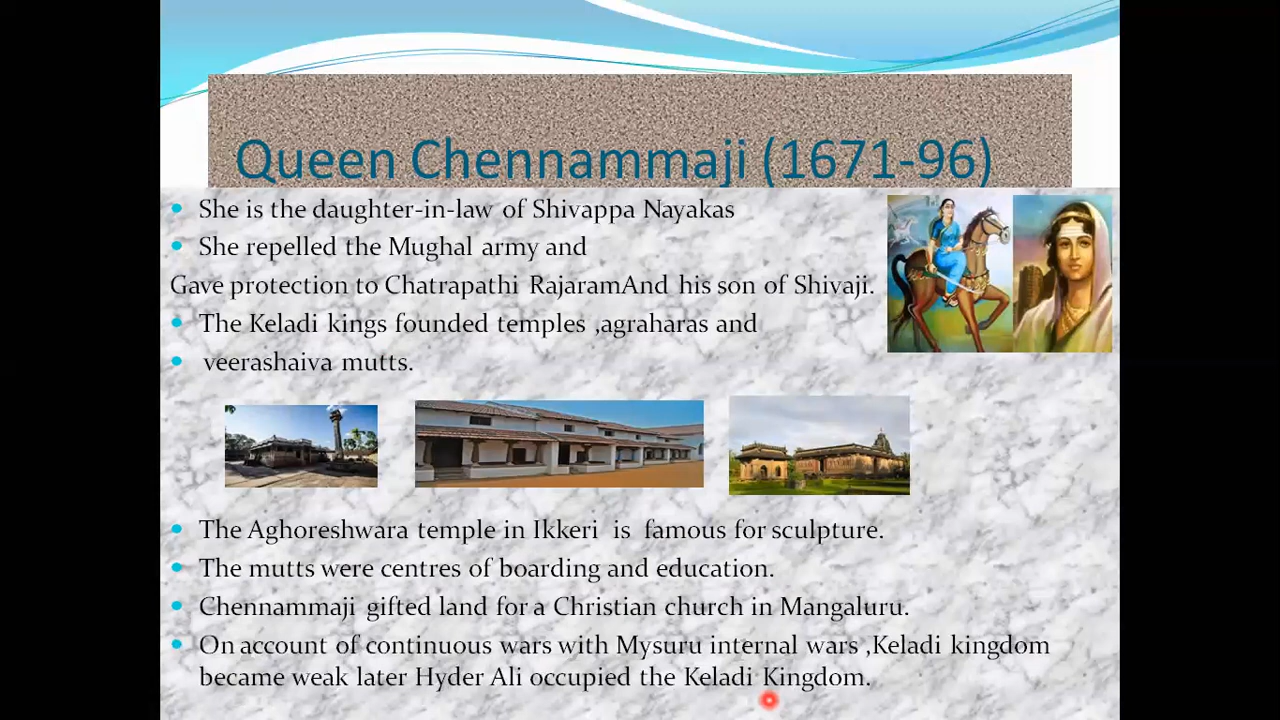 Queen Chennammaji (1671-96)
• She is the daughter-in-law of Shivappa Nayakas
• She repelled the Mughal army and
Gave protection to Chatrapathi RajaramAnd his son of Shivaji.
• The Keladi kings founded temples ,agraharas and
• veerashaiva mutts.
• The Aghoreshwara temple in Ikkeri is famous for sculpture.
• The mutts were centres of boarding and education.
• Chennammaji gifted land for a Christian church in Mangaluru.
• On account of continuous wars with Mysuru internal wars ,Keladi kingdom
became weak later Hyder Ali occupied the Keladi Kingdom.